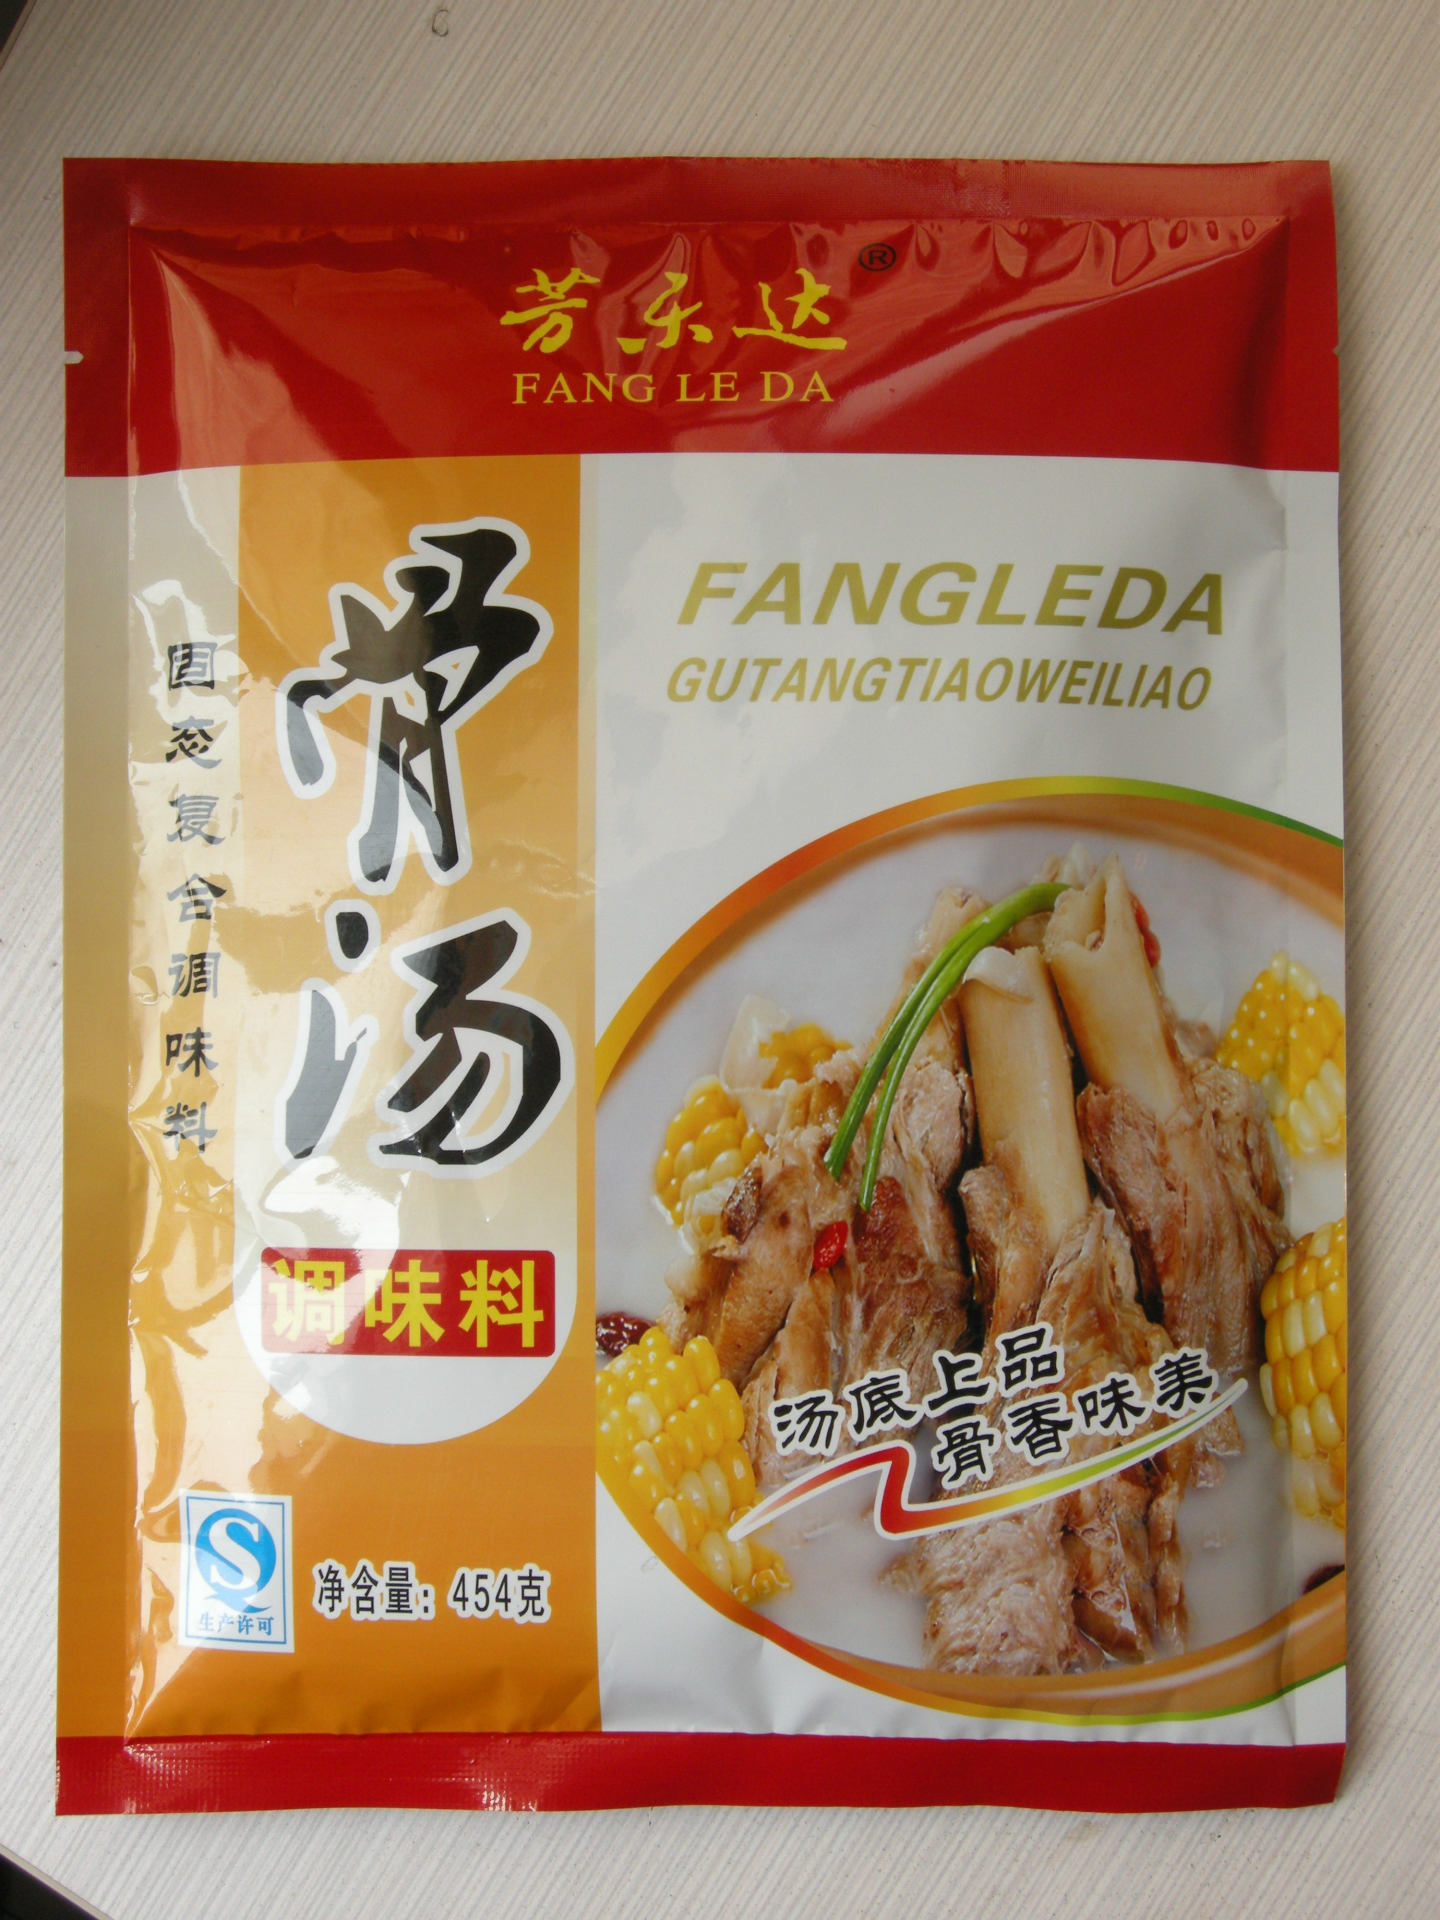 芳乐达®
FANG LE DA
FANGLEDA
GUTANGTIAOWEILIAO
固态复合调味料
骨汤
调味料
汤底上品
骨香味美
生产许可
净含量：454克